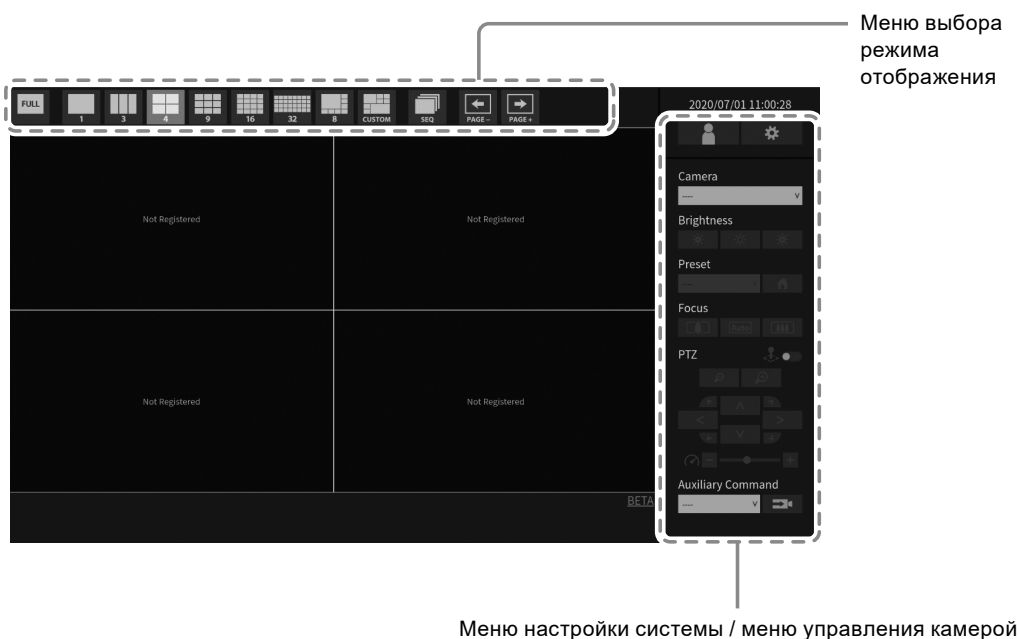 Меню выбора
режима
отображения
FULL
1
3
4
9
16
32
8
CUSTOM
SEQ
PAGE−
PAGE+
2020/07/01 11:00:28
Camera
----
Not Registered
Not Registered
Brightness
Preset
----
Focus
Auto
PTZ
Not Registered
Not Registered
Auxiliary Command
----
BETA
Меню настройки системы / меню управления камерой